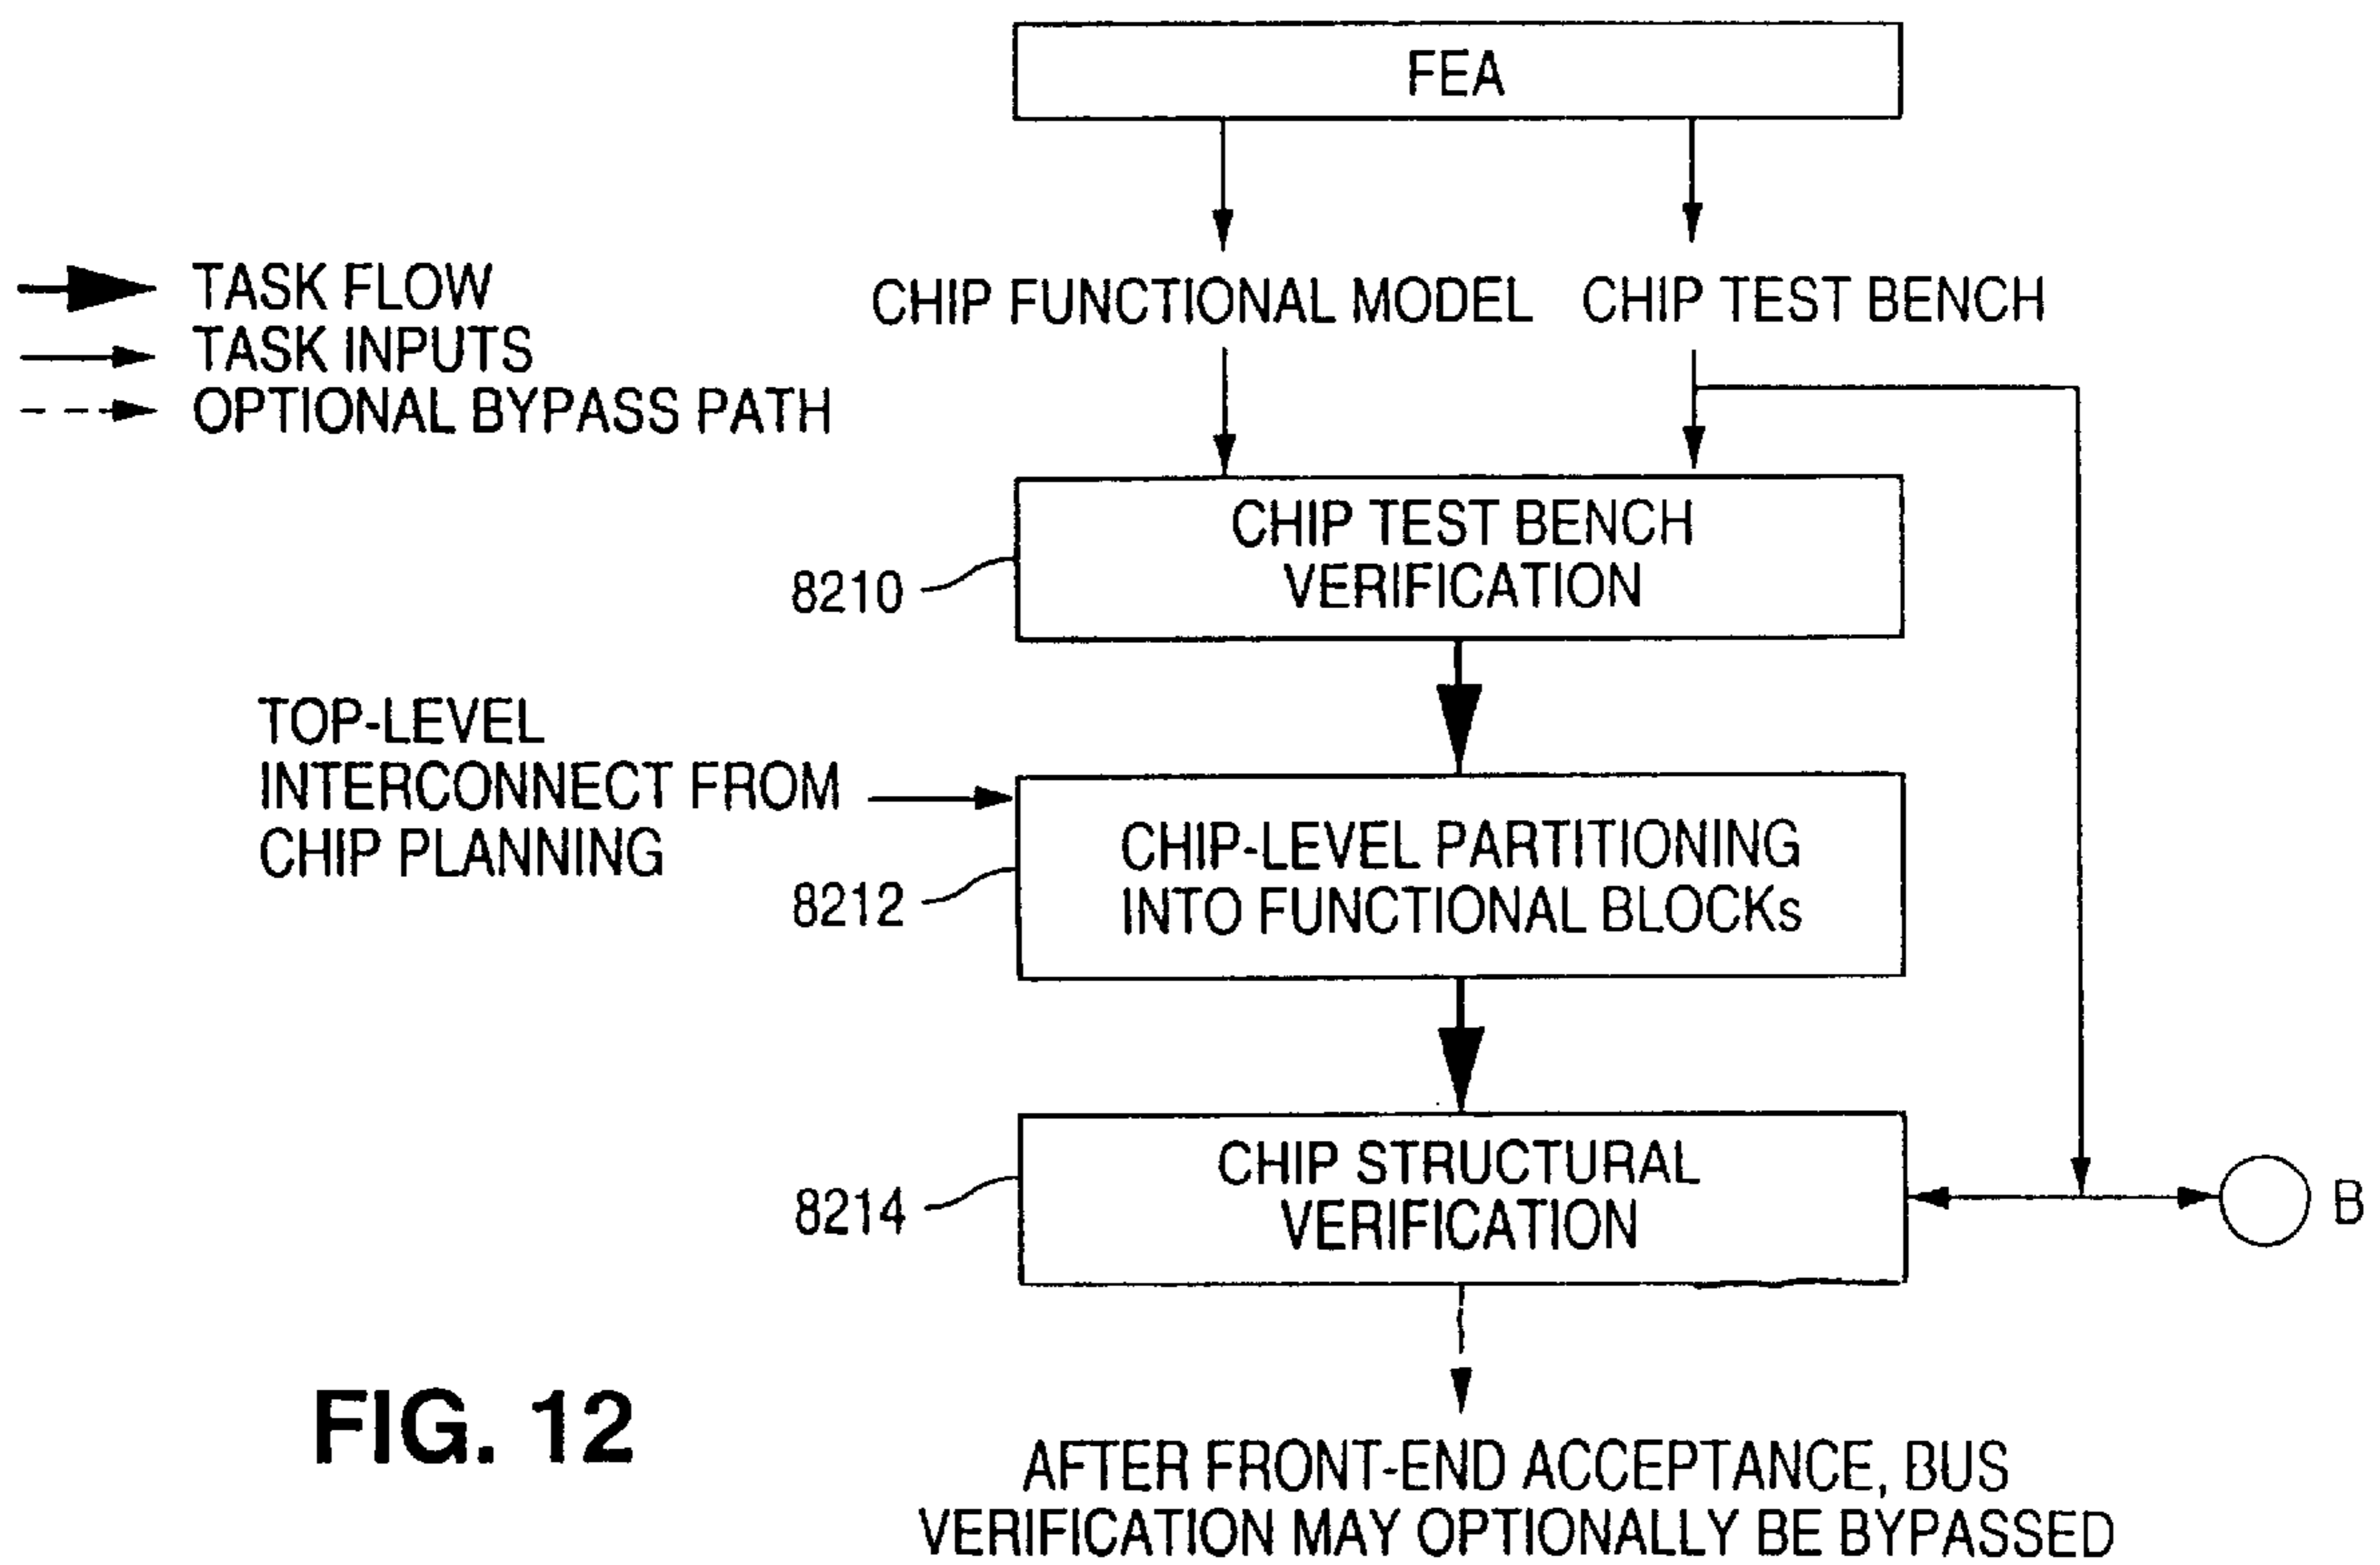 FEA
TASK FLOW
TASK INPUTS
OPTIONAL BYPASS PATH
CHIP FUNCTIONAL MODEL
CHIP TEST BENCH
CHIP TEST BENCH
VERIFICATION
8210
TOP-LEVEL
INTERCONNECT FROM
CHIP PLANNING
CHIP-LEVEL PARTITIONING
INTO FUNCTIONAL BLOCKs
8212
CHIP STRUCTURAL
VERIFICATION
8214
B
AFTER FRONT-END ACCEPTANCE, BUS
VERIFICATION MAY OPTIONALLY BE BYPASSED
FIG. 12